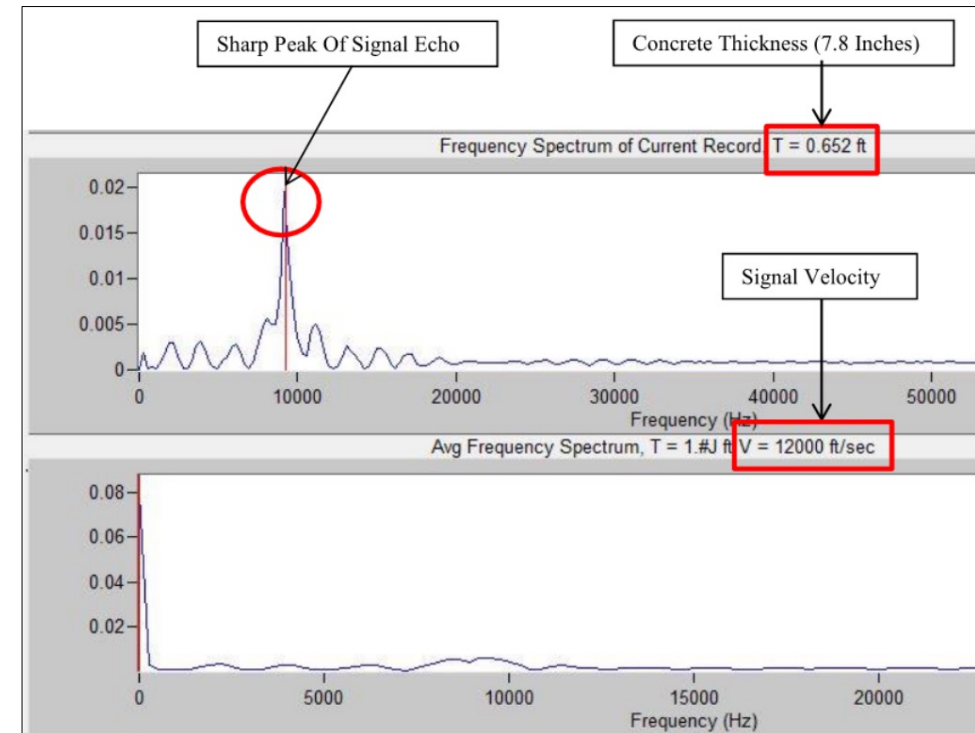 Sharp Peak Of Signal Echo
Concrete Thickness (7.8 Inches)
Frequency Spectrum of Current Record, T = 0.652 ft
0.02
0.015
0.01
0.005
0
0 10000 20000 30000 40000 50000
Frequency (Hz)
Signal Velocity
Avg Frequency Spectrum, T = 1.#J ft V = 12000 ft/sec
0.08
0.06
0.04
0.02
0 5000 10000 15000 20000
Frequency (Hz)